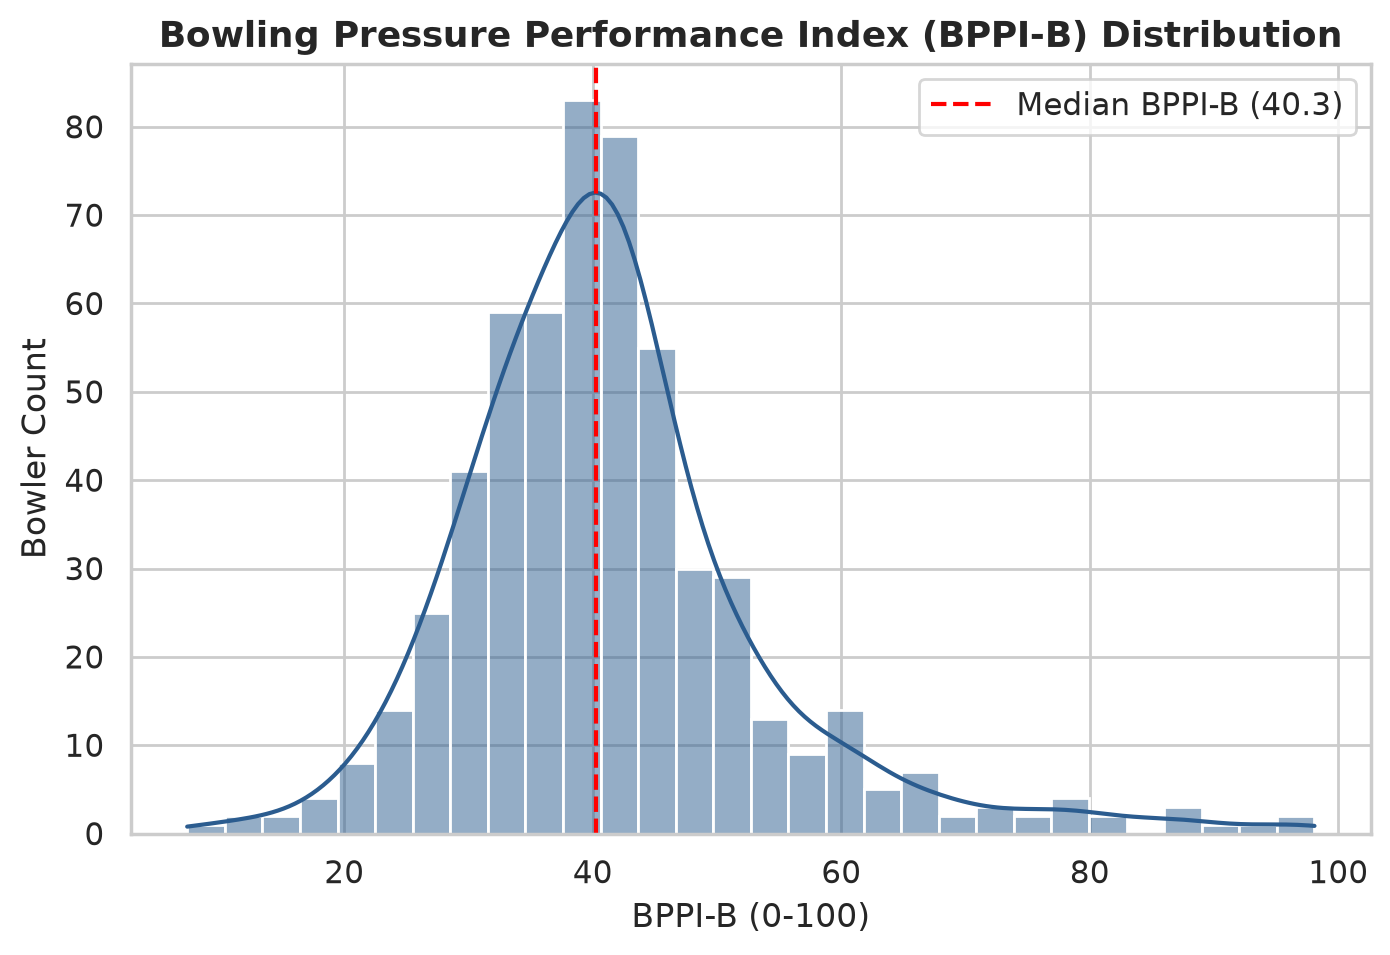 Bowling Pressure Performance Index (BPPI-B) Distribution
Median BPPI-B (40.3)
Bowler Count
80
70
60
50
40
30
20
10
0
20 40 60 80 100
BPPI-B (0-100)